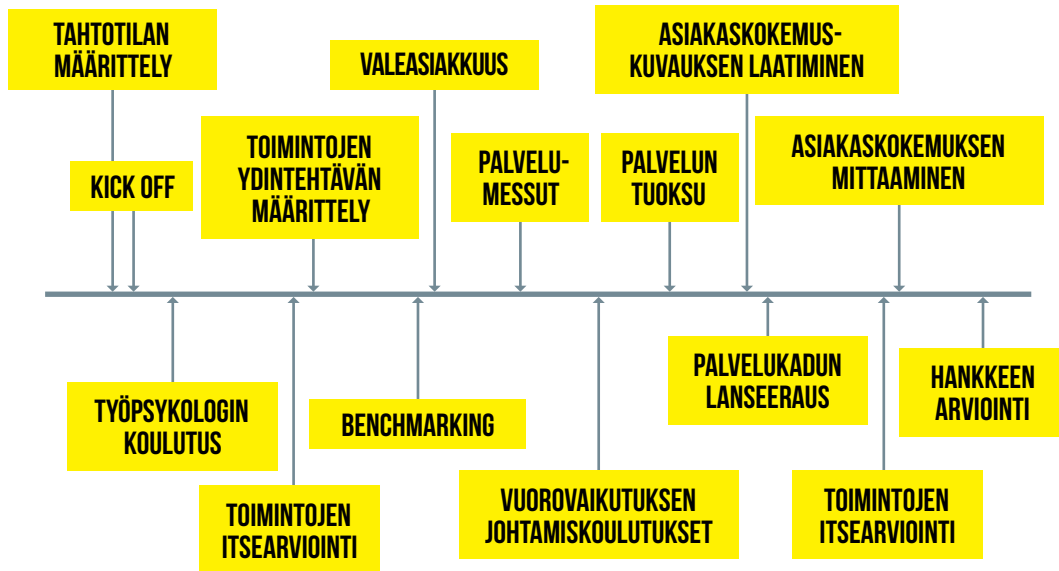 TAHTOTILAN
MÄÄRITTELY
VALEASIAKKUUS
ASIAKASKOKEMUS-
KUVAUKSEN LAATIMINEN
KICK OFF
TOIMINTOJEN
YDINTEHTÄVÄN
MÄÄRITTELY
PALVELU-
MESSUT
PALVELUN
TUOKSU
ASIAKASKOKEMUKSEN
MITTAAMINEN
TYÖPSYKOLOGIN
KOULUTUS
BENCHMARKING
PALVELUKADUN
LANSEERAUS
HANKKEEN
ARVIOINTI
TOIMINTOJEN
ITSEARVIOINTI
VUOROVAIKUTUKSEN
JOHTAMISKOULUTUKSET
TOIMINTOJEN
ITSEARVIOINTI